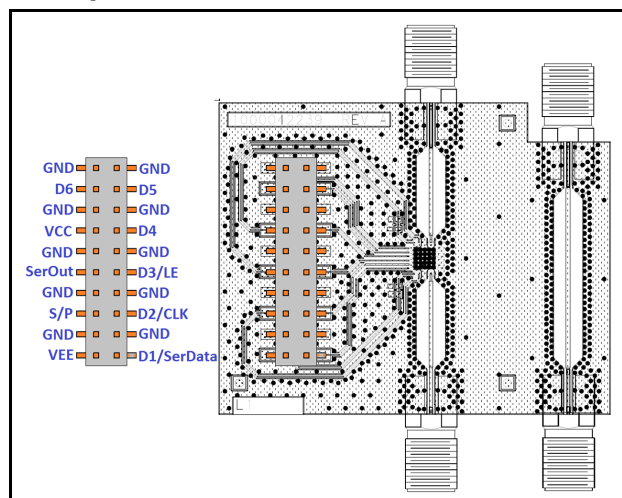 1000042239 REV A
GND GND
D6 D5
GND GND
VCC D4
GND GND
SerOut D3/LE
GND GND
S/P D2/CLK
GND GND
VEE D1/SerData